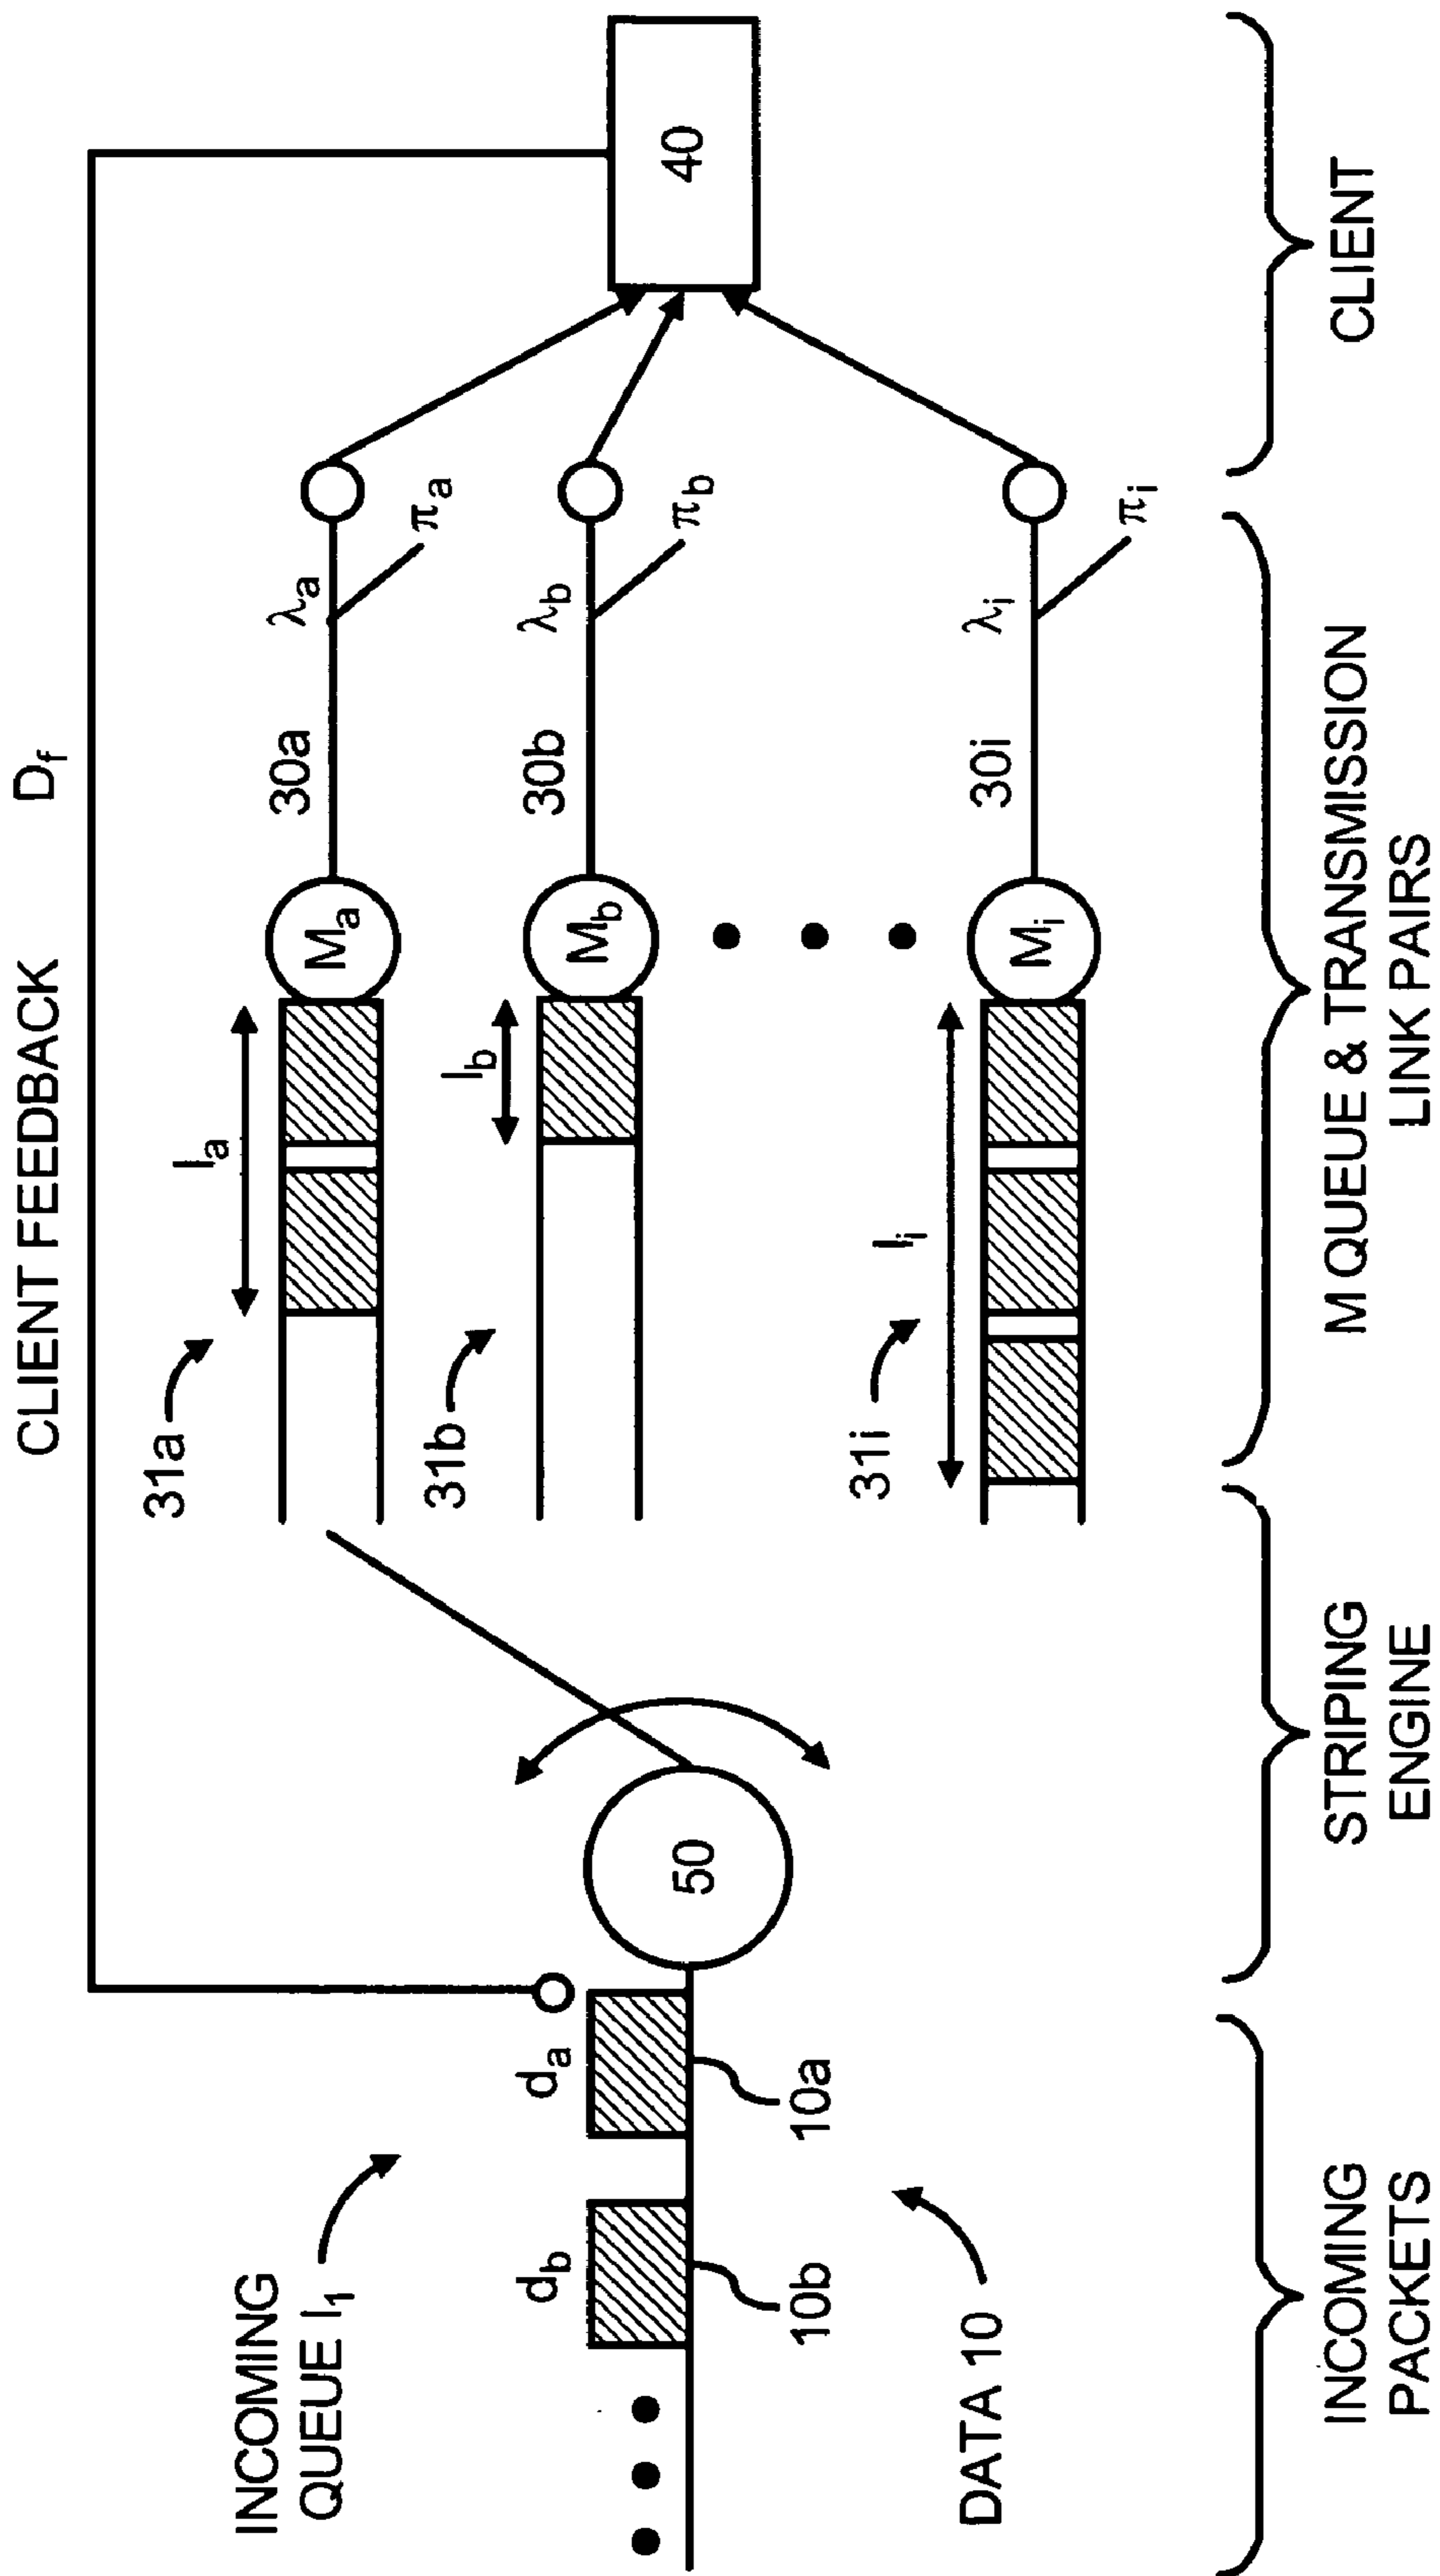 CLIENT FEEDBACK D_f
31a
l_a
M_a
30a
λ_a
π_a
INCOMING
QUEUE I_1
d_b
d_a
10b
10a
50
31b
l_b
M_b
30b
λ_b
π_b
40
DATA 10
31i
l_i
M_i
30i
λ_i
π_i
INCOMING
PACKETS
STRIPING
ENGINE
M QUEUE & TRANSMISSION
LINK PAIRS
CLIENT